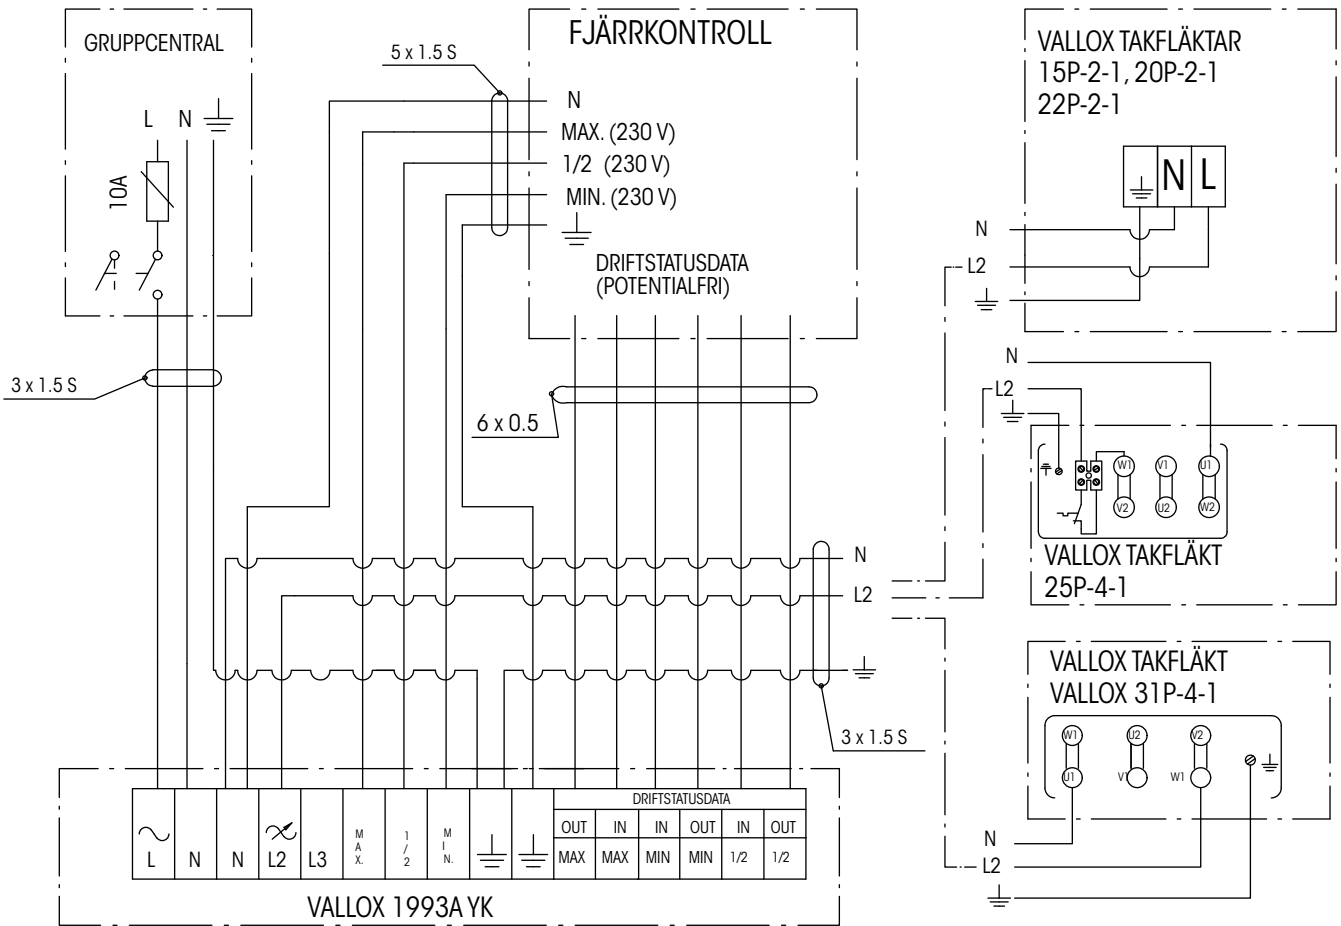 GRUPPCENTRAL
L N
10A
3 x 1.5 S
5 x 1.5 S
FJÄRRKONTROLL
N
MAX. (230 V)
1/2 (230 V)
MIN. (230 V)
DRIFTSTATUSDATA
(POTENTIALFRI)
6 x 0.5
N
L2
3 x 1.5 S
VALLOX TAKFLÄKTAR
15P-2-1, 20P-2-1
22P-2-1
N L
N
L2
N
L2
W1 V1 U1
V2 U2 W2
VALLOX TAKFLÄKT
25P-4-1
VALLOX TAKFLÄKT
VALLOX 31P-4-1
W1 U2 V2
U1 V1 W1
N
L2
DRIFTSTATUSDATA
OUT IN IN OUT IN OUT
L N N L2 L3 MAX. 1/2 MIN. MAX MAX MIN MIN 1/2 1/2
VALLOX 1993A YK